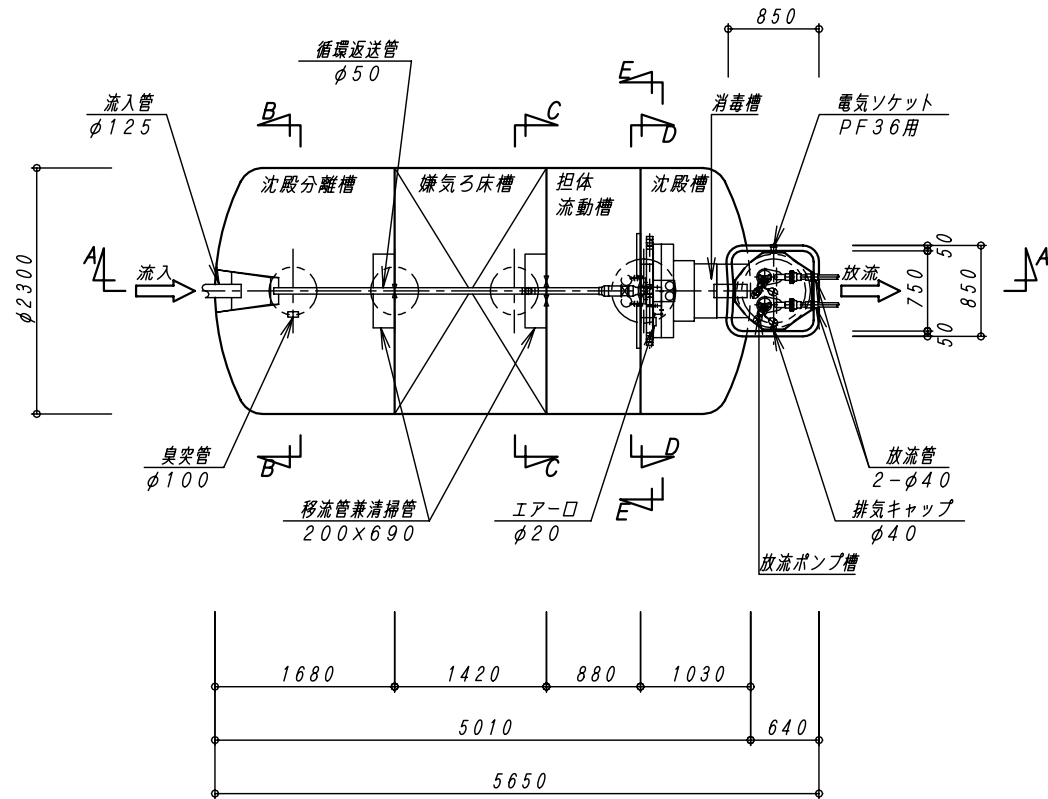 850
循環返送管
φ50
E
流入管
φ125
B
C
D
消毒槽
電気ソケット
PF36用
沈殿分離槽
嫌気ろ床槽
担体
流動槽
沈殿槽
A
流入
放流
A
φ2300
50
750
50
850
B
C
D
E
臭突管
φ100
移流管兼清掃管
200×690
エアー口
φ20
放流管
2-φ40
排気キャップ
φ40
放流ポンプ槽
1680
1420
880
1030
5010
640
5650